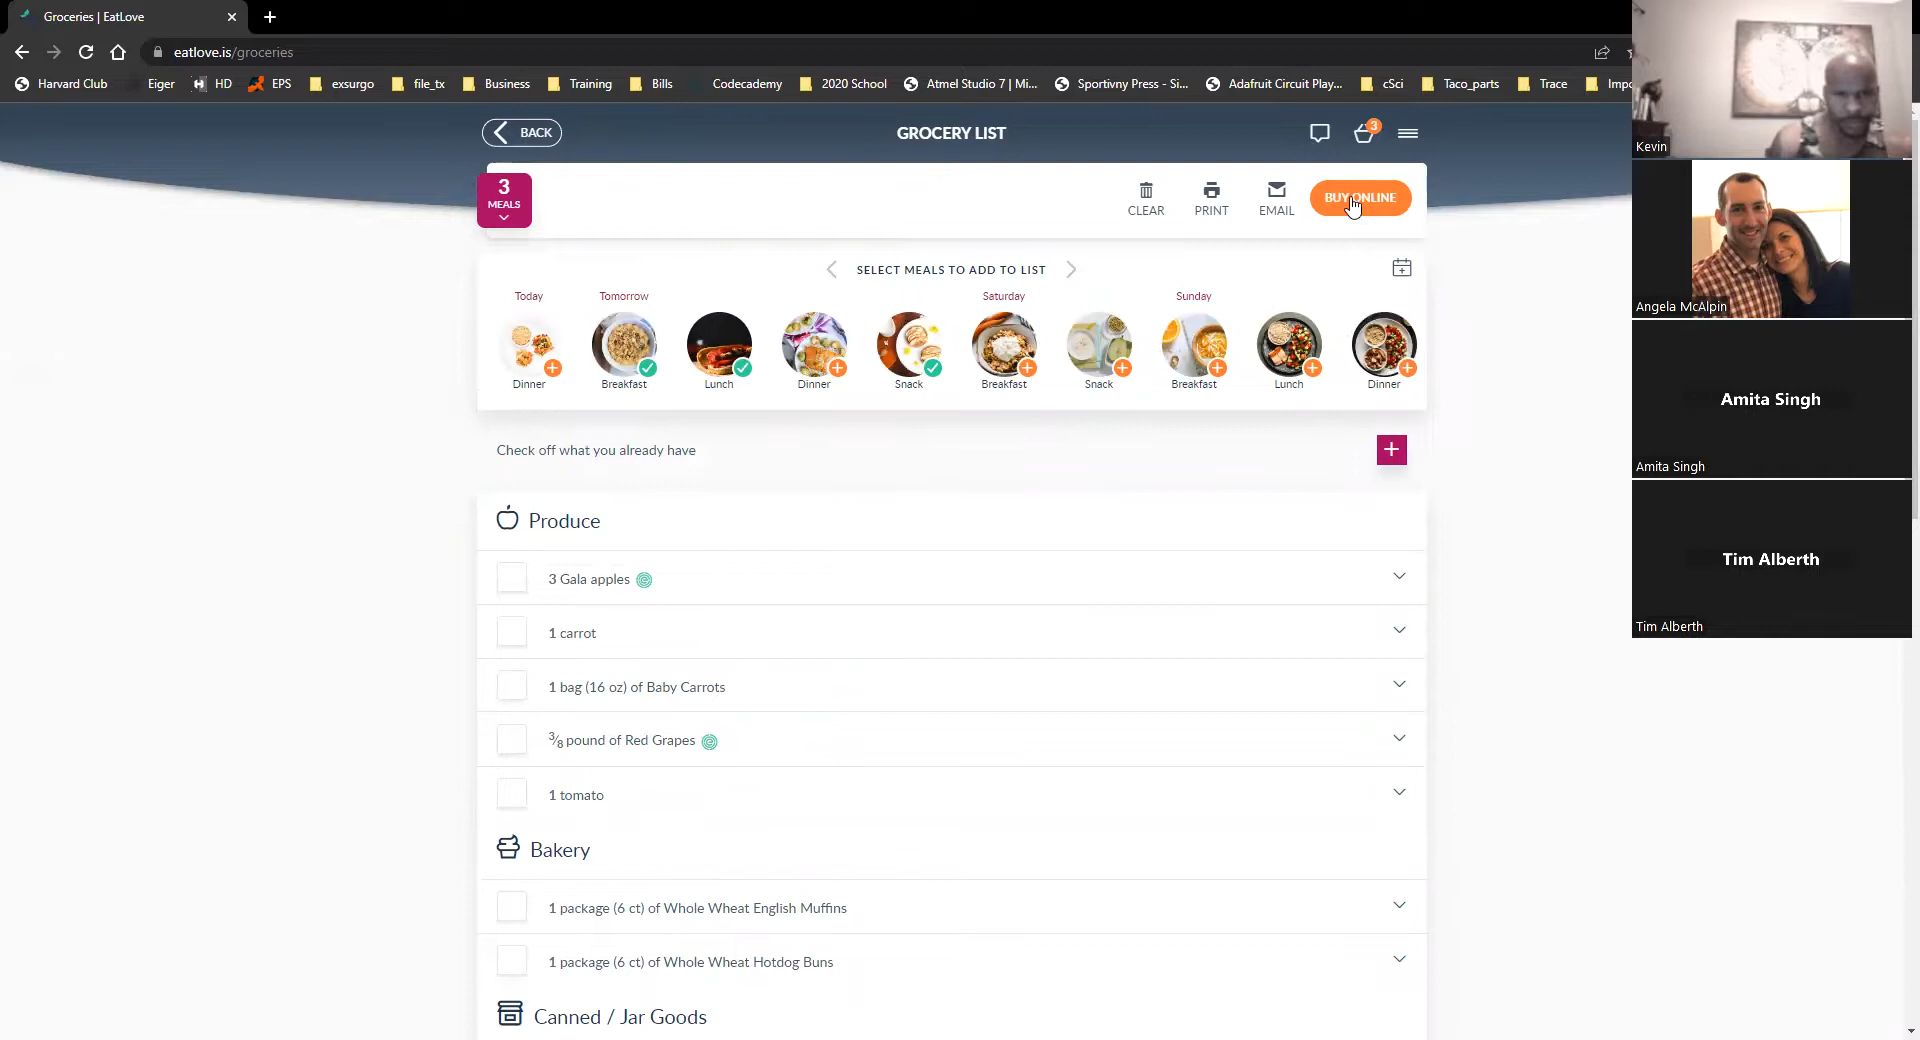 Groceries | EatLove
eatlove.is/groceries
Harvard Club
Eiger
HD
EPS
exsurgo
file_tx
Business
Training
Bills
Codecademy
2020 School
Atmel Studio 7 | Mi...
Sportivny Press - Si...
Adafruit Circuit Play...
cSci
Taco_parts
Trace
BACK
GROCERY LIST
3
3
MEALS
CLEAR
PRINT
EMAIL
BUY ONLINE
SELECT MEALS TO ADD TO LIST
Today
Tomorrow
Saturday
Sunday
Dinner
Breakfast
Lunch
Dinner
Snack
Breakfast
Snack
Breakfast
Lunch
Dinner
Check off what you already have
Produce
3 Gala apples
1 carrot
1 bag (16 oz) of Baby Carrots
3/8 pound of Red Grapes
1 tomato
Bakery
1 package (6 ct) of Whole Wheat English Muffins
1 package (6 ct) of Whole Wheat Hotdog Buns
Canned / Jar Goods
Kevin
Angela McAlpin
Amita Singh
Amita Singh
Tim Alberth
Tim Alberth